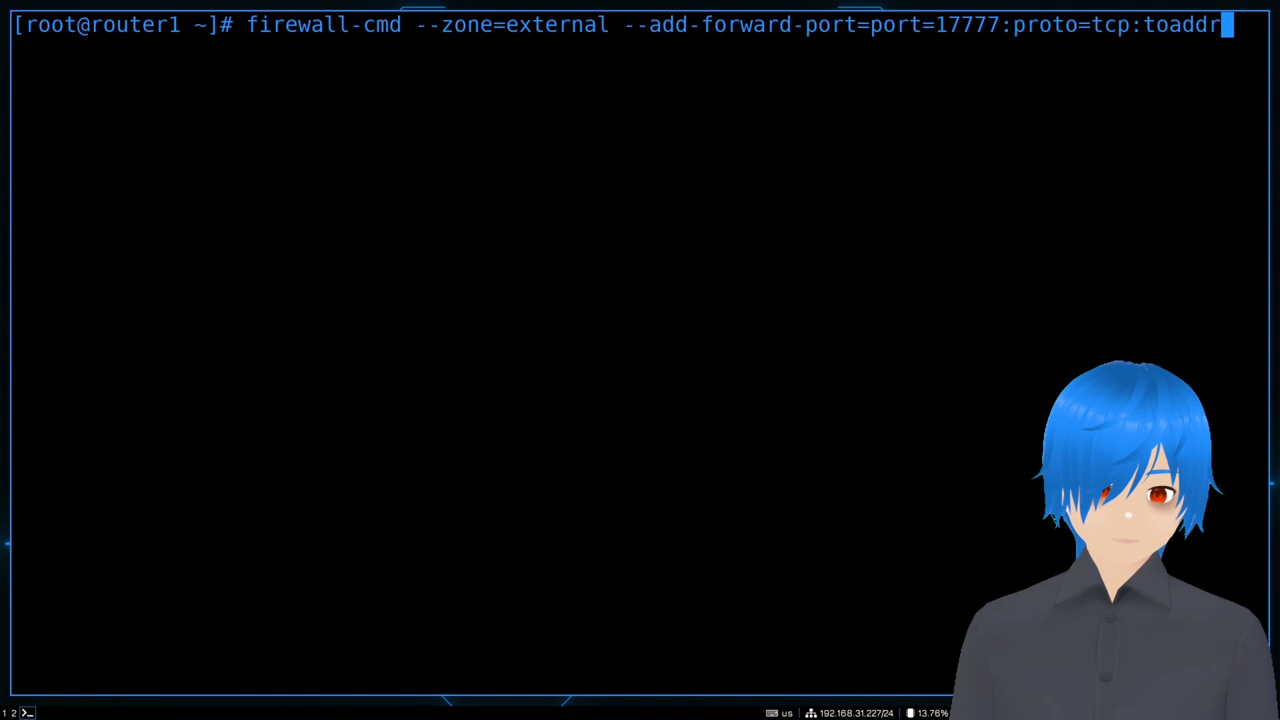 [root@router1 ~]# firewall-cmd --zone=external --add-forward-port=port=17777:proto=tcp:toaddr
1 2 us 192.168.31.227/24 13.76%